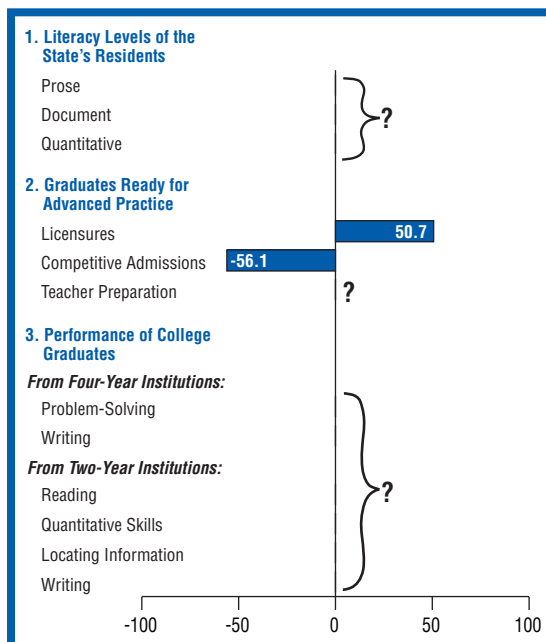 1. Literacy Levels of the
State's Residents
Prose
Document
Quantitative
?
2. Graduates Ready for
Advanced Practice
Licensures
50.7
Competitive Admissions
-56.1
Teacher Preparation
?
3. Performance of College
Graduates
From Four-Year Institutions:
Problem-Solving
Writing
From Two-Year Institutions:
Reading
?
Quantitative Skills
Locating Information
Writing
-100 -50 0 50 100